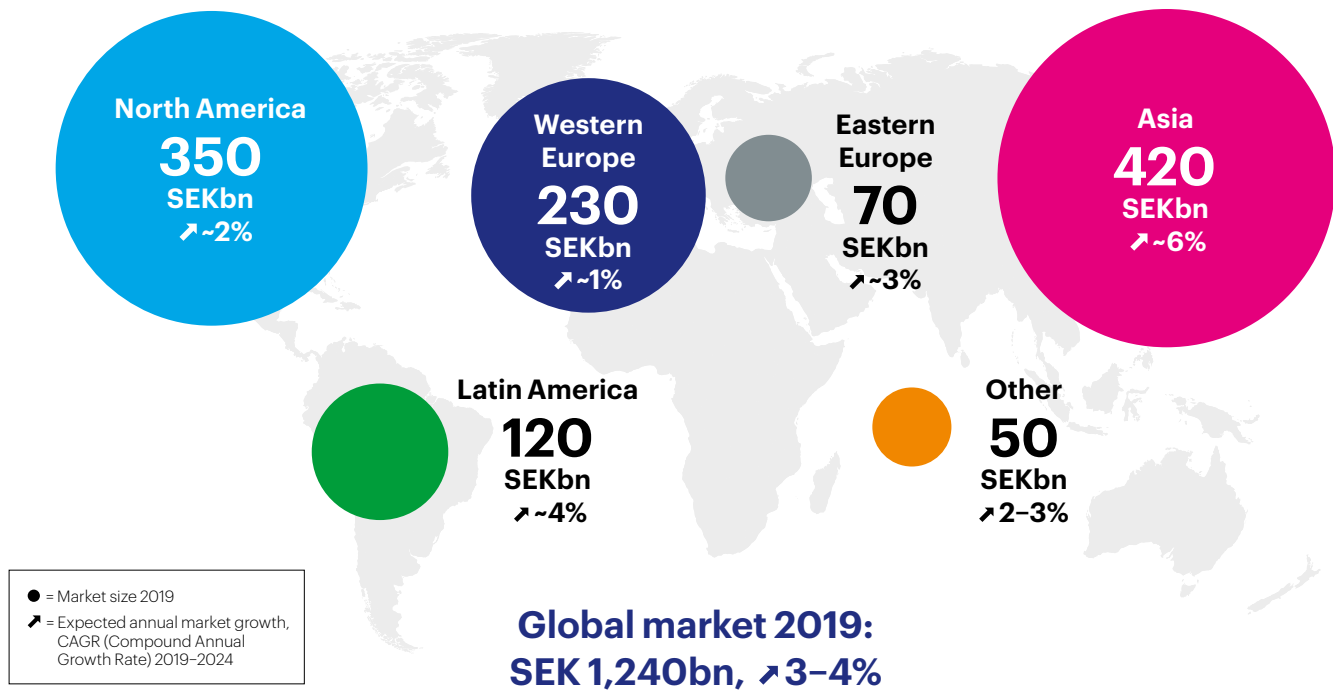 North America
350
SEKbn
↗ ~2%
Western
Europe
230
SEKbn
↗ ~1%
Eastern
Europe
70
SEKbn
↗ ~3%
Asia
420
SEKbn
↗ ~6%
Latin America
120
SEKbn
↗ ~4%
Other
50
SEKbn
↗ 2–3%
● = Market size 2019
↗ = Expected annual market growth,
CAGR (Compound Annual
Growth Rate) 2019–2024
Global market 2019:
SEK 1,240bn, ↗ 3–4%